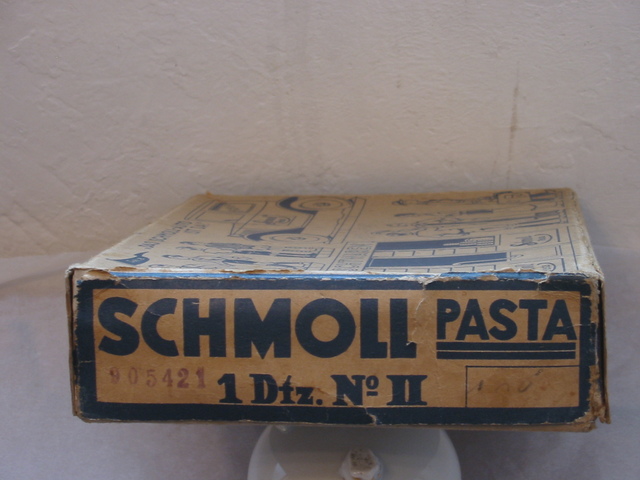 SCHMOLL PASTA
905421 1 Dtz. Nº II